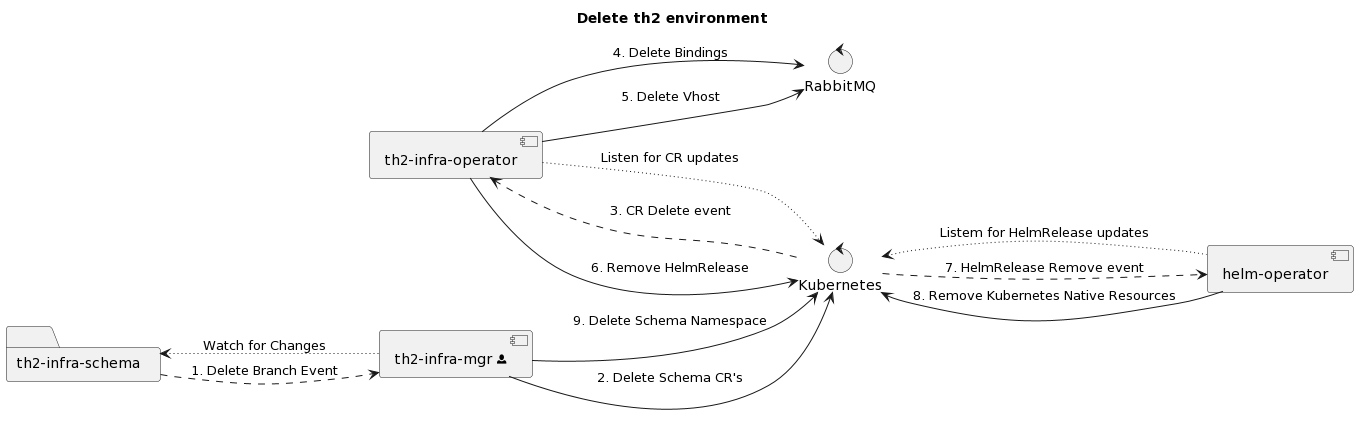 Delete th2 environment
4. Delete Bindings
RabbitMQ
5. Delete Vhost
th2-infra-operator
Listen for CR updates
3. CR Delete event
Listem for HelmRelease updates
6. Remove HelmRelease
7. HelmRelease Remove event
helm-operator
Kubernetes
8. Remove Kubernetes Native Resources
9. Delete Schema Namespace
Watch for Changes
th2-infra-mgr
th2-infra-schema
1. Delete Branch Event
2. Delete Schema CR's